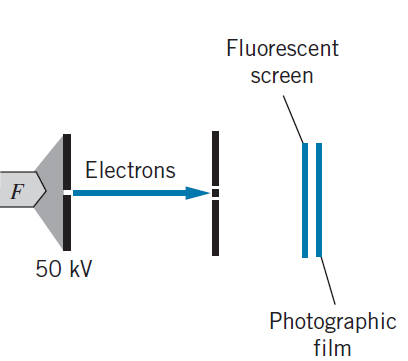 Fluorescent
screen
Electrons
F
50 kV
Photographic
film